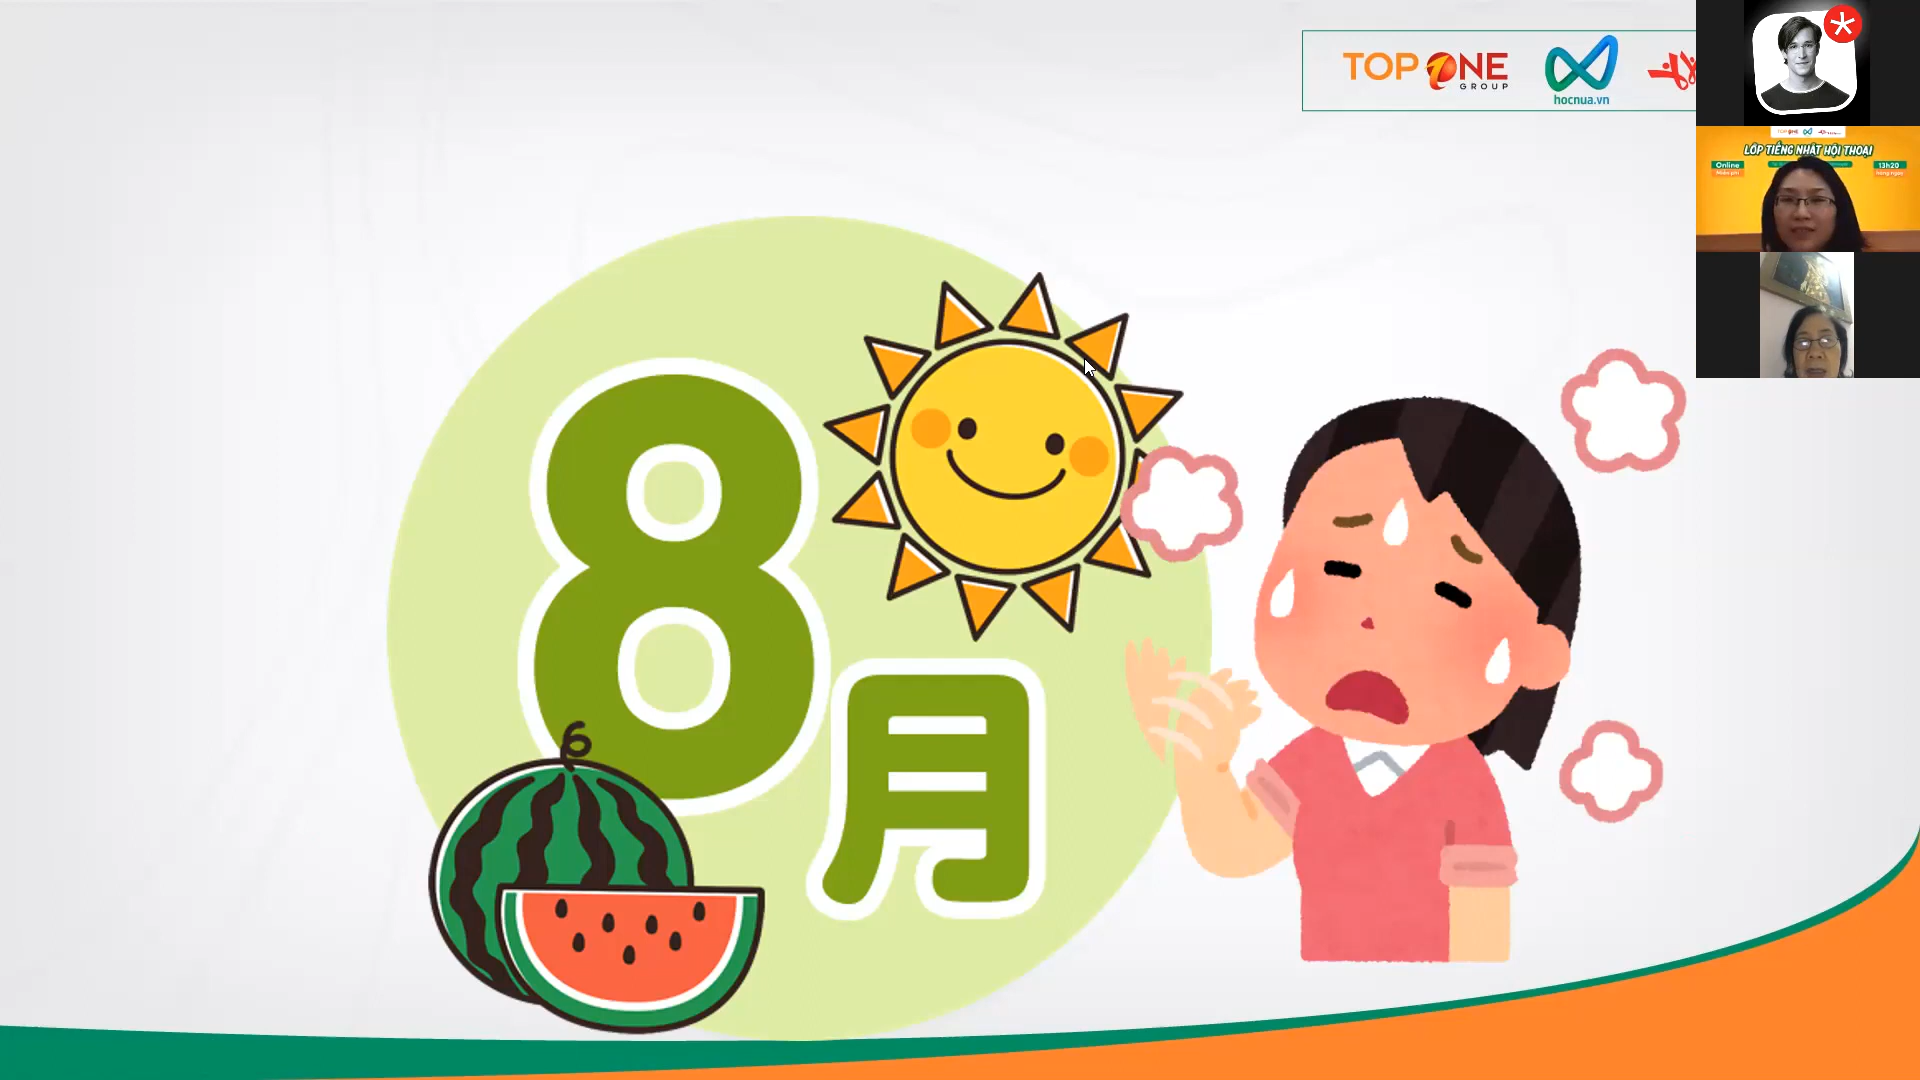 TOP ONE
GROUP
hocnua.vn
LỚP TIẾNG NHẬT HỘI THOẠI
Online
13h20
8月